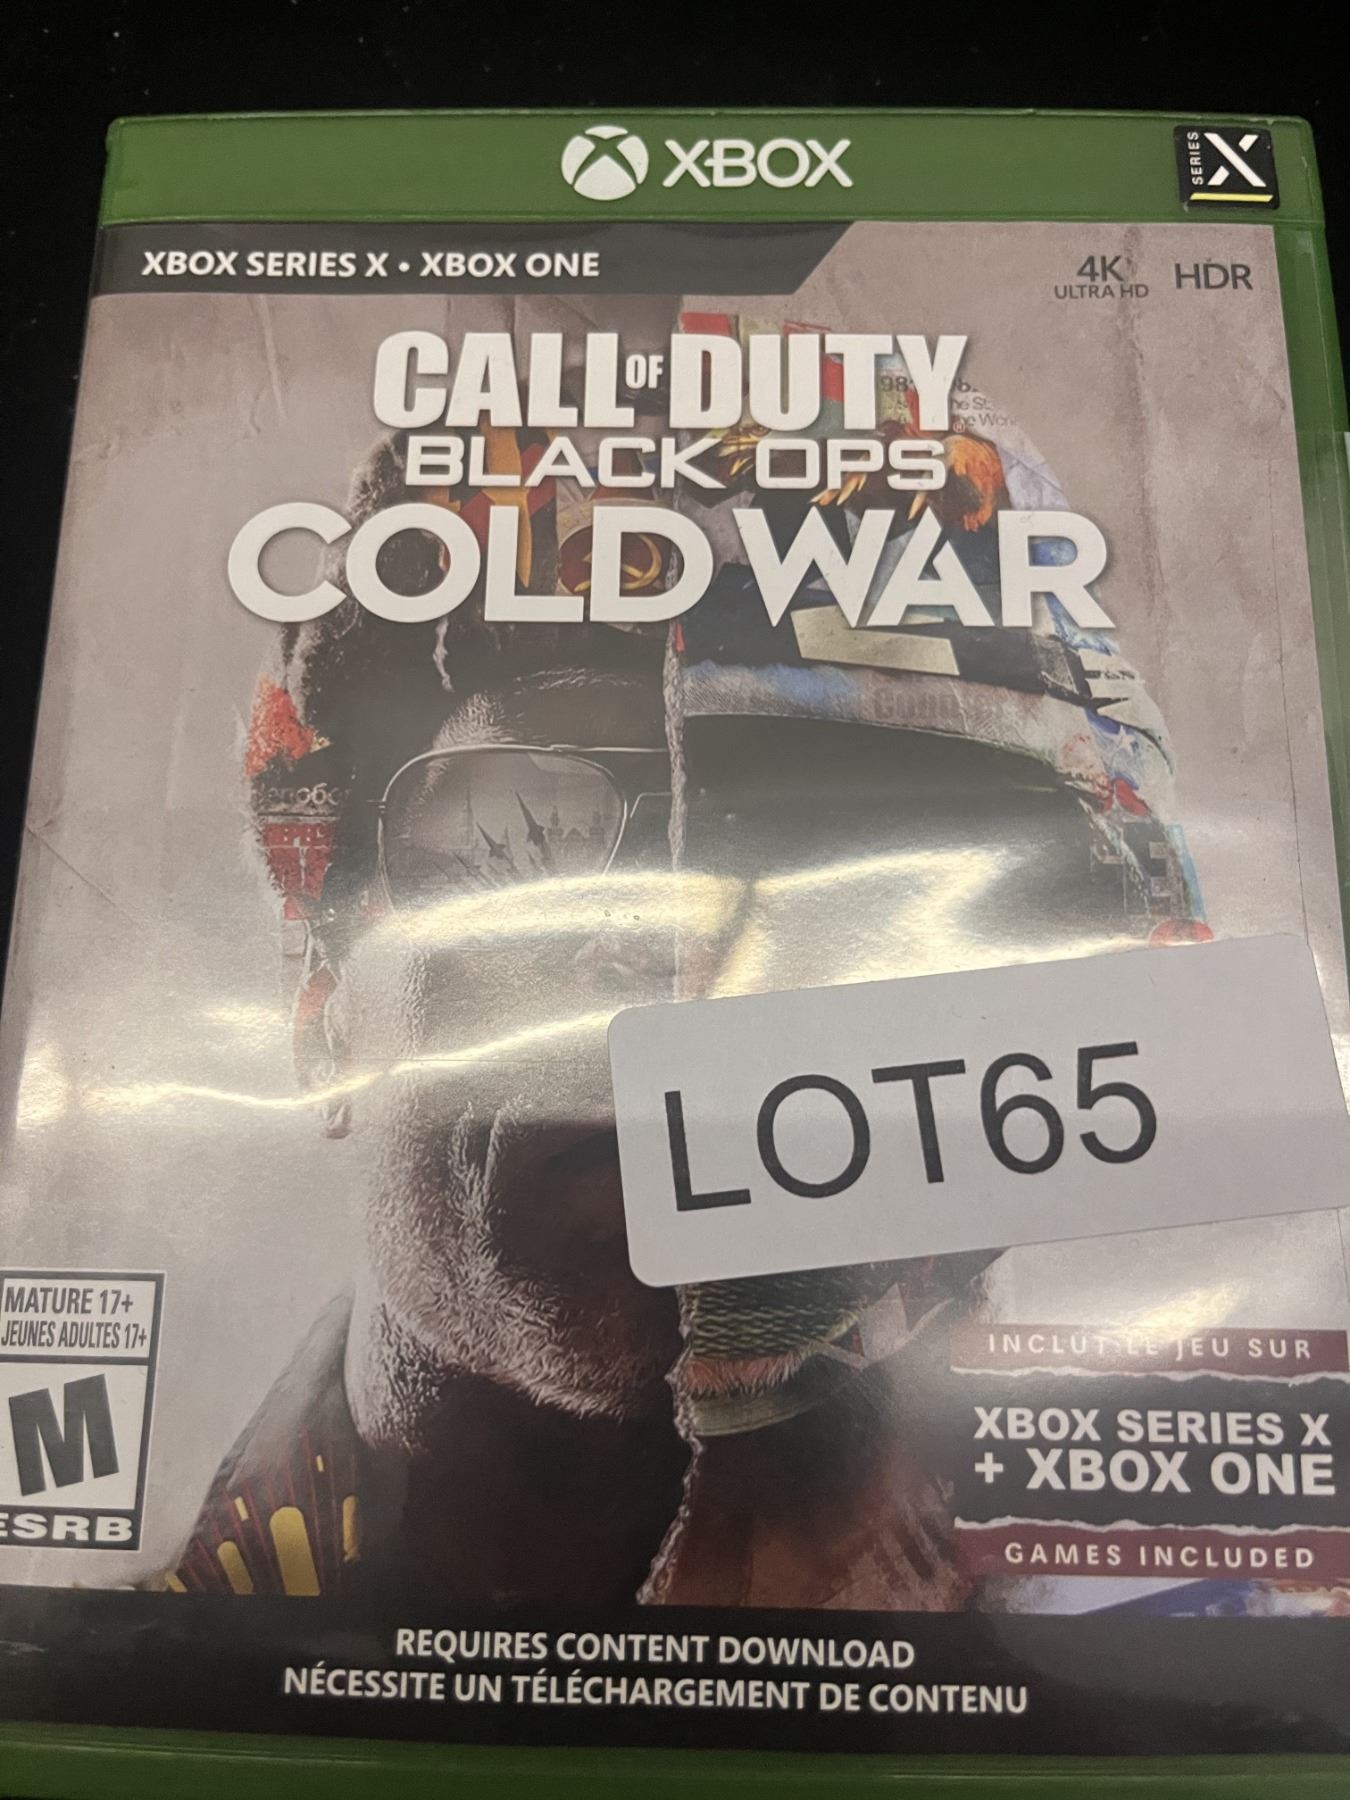 XBOX
SERIES X
XBOX SERIES X • XBOX ONE
4K
ULTRA HD
HDR
CALL OF DUTY
BLACK OPS
COLD WAR
LOT65
MATURE 17+
JEUNES ADULTES 17+
M
ESRB
INCLUT LE JEU SUR
XBOX SERIES X
+ XBOX ONE
GAMES INCLUDED
REQUIRES CONTENT DOWNLOAD
NÉCESSITE UN TÉLÉCHARGEMENT DE CONTENU